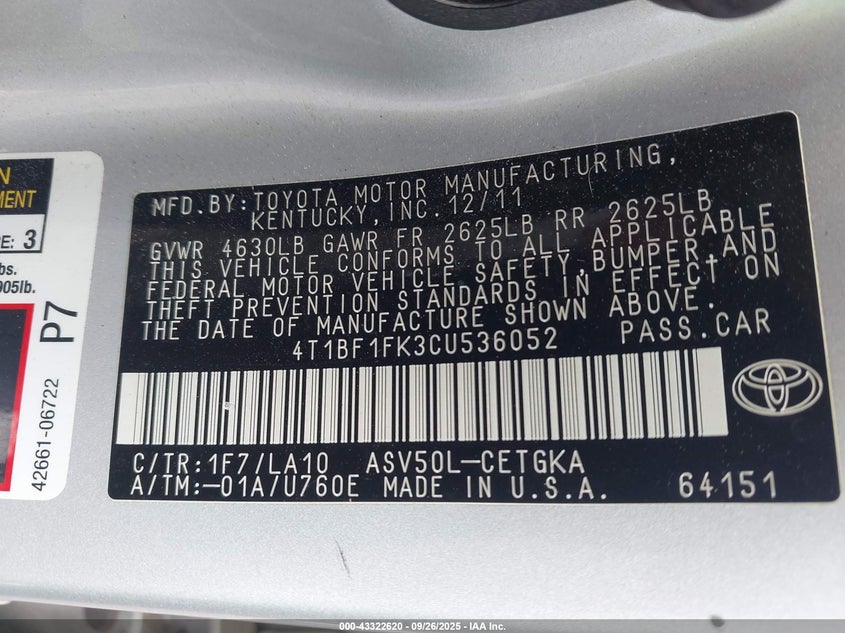 MFD. BY: TOYOTA MOTOR MANUFACTURING,
KENTUCKY, INC. 12/11
GVWR 4630LB GAWR FR 2625LB RR 2625LB
THIS VEHICLE CONFORMS TO ALL APPLICABLE
FEDERAL MOTOR VEHICLE SAFETY, BUMPER, AND
THEFT PREVENTION STANDARDS IN EFFECT ON
THE DATE OF MANUFACTURE SHOWN ABOVE.
4T1BF1FK3CU536052 PASS. CAR
C/TR: 1F7/LA10 ASV50L-CETGKA
A/TM:-01A/U760E MADE IN U.S.A. 64151
3
905lb.
P7
42661-06722
000-43322620 - 09/26/2025 - IAA Inc.